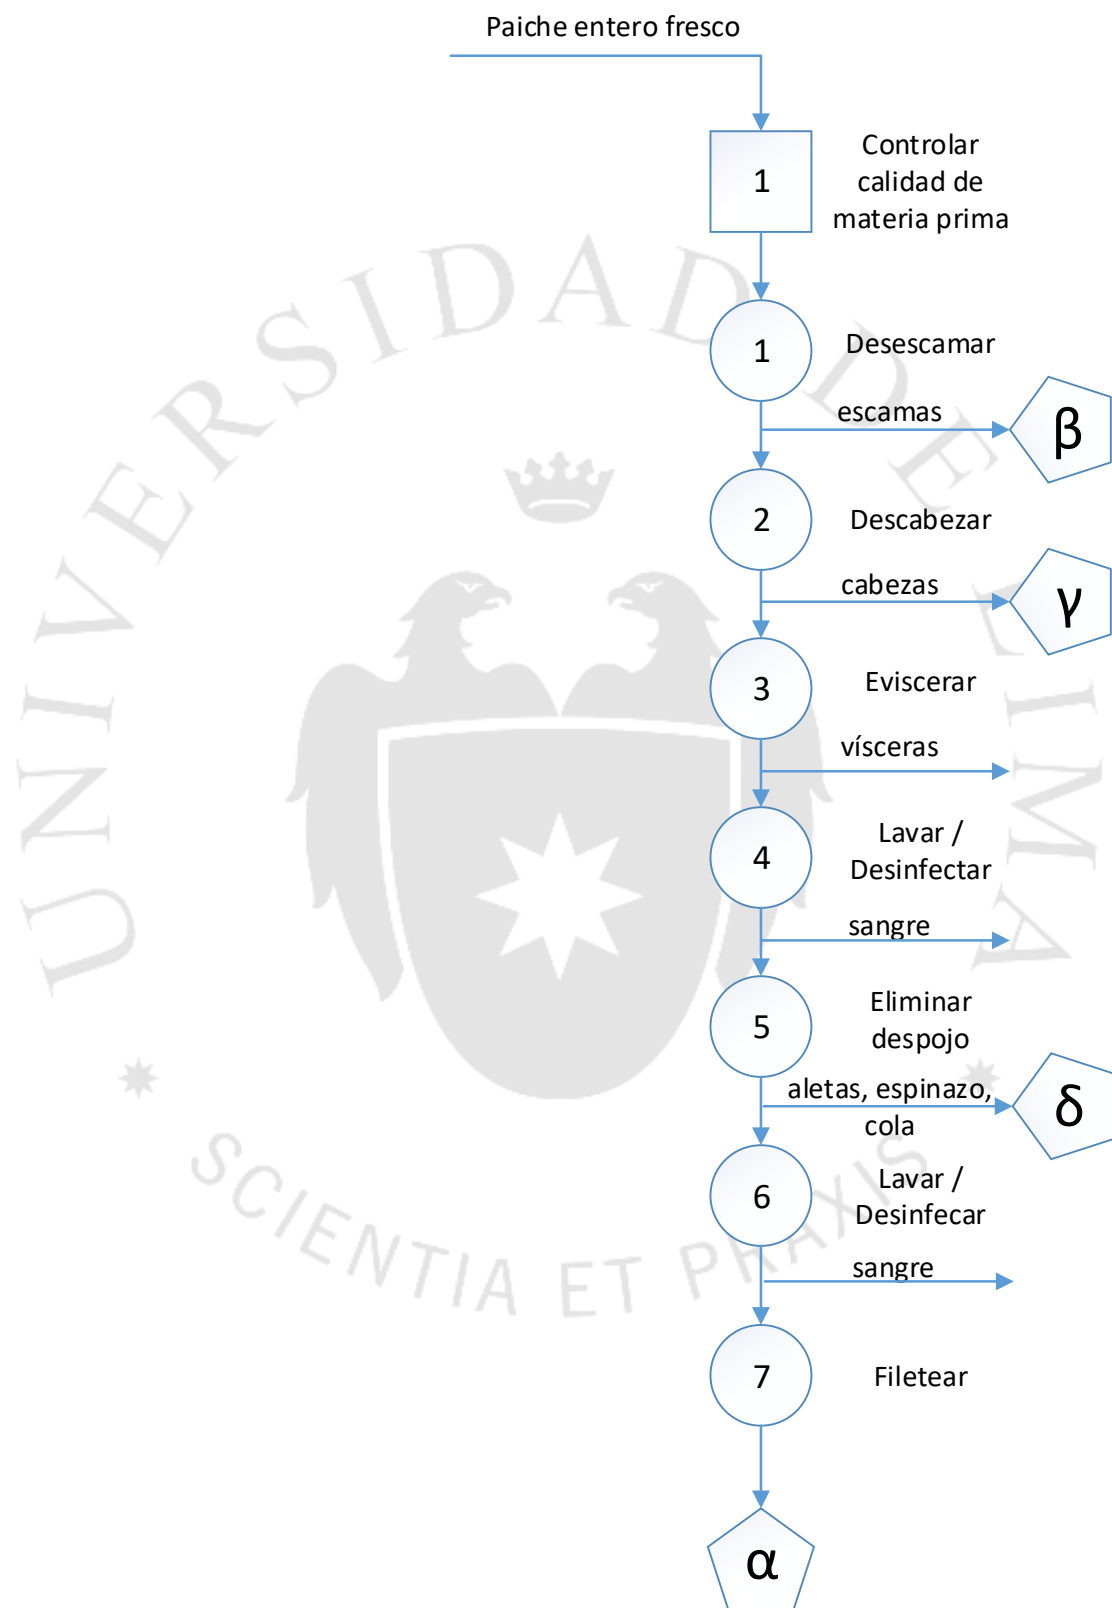 Paiche entero fresco
1
Controlar
calidad de
materia prima
1
Desescamar
escamas
β
2
Descabezar
cabezas
γ
3
Eviscerar
vísceras
4
Lavar /
Desinfectar
sangre
5
Eliminar
despojo
aletas, espinazo,
cola
δ
6
Lavar /
Desinfecar
sangre
7
Filetear
α
UNIVERSIDAD DE LIMA
SCIENTIA ET PRAXIS